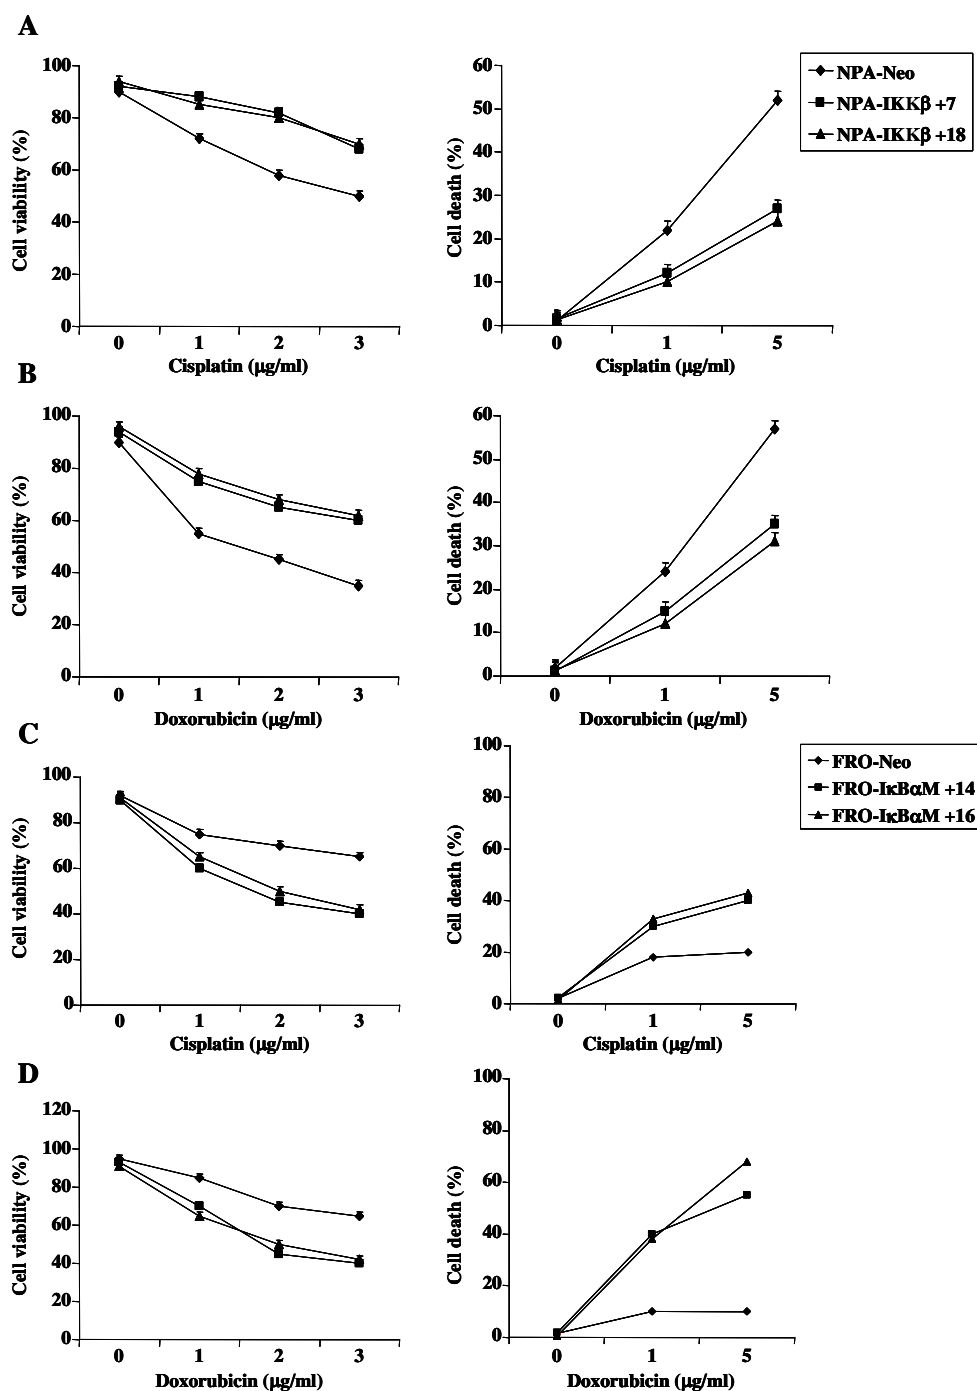 A
100
80
60
40
20
0
Cell viability (%)
0 1 2 3
Cisplatin (μg/ml)
60
50
40
30
20
10
0
Cell death (%)
0 1 5
Cisplatin (μg/ml)
NPA-Neo
NPA-IKKβ +7
NPA-IKKβ +18
B
100
80
60
40
20
0
Cell viability (%)
0 1 2 3
Doxorubicin (μg/ml)
60
50
40
30
20
10
0
Cell death (%)
0 1 5
Doxorubicin (μg/ml)
C
100
80
60
40
20
0
Cell viability (%)
0 1 2 3
Cisplatin (μg/ml)
100
80
60
40
20
0
Cell death (%)
0 1 5
Cisplatin (μg/ml)
FRO-Neo
FRO-IκBαM +14
FRO-IκBαM +16
D
120
100
80
60
40
20
0
Cell viability (%)
0 1 2 3
Doxorubicin (μg/ml)
100
80
60
40
20
0
Cell death (%)
0 1 5
Doxorubicin (μg/ml)